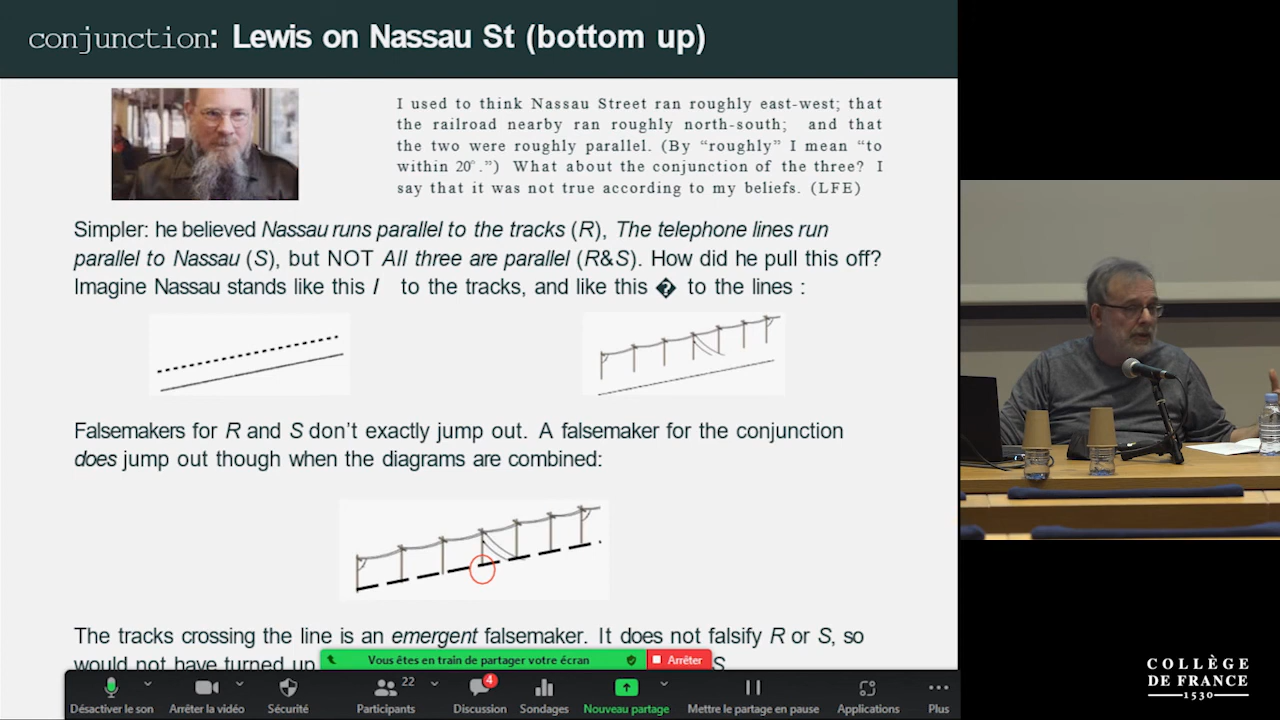 conjunction: Lewis on Nassau St (bottom up)
I used to think Nassau Street ran roughly east-west; that
the railroad nearby ran roughly north-south; and that
the two were roughly parallel. (By “roughly” I mean “to
within 20°.”) What about the conjunction of the three? I
say that it was not true according to my beliefs. (LFE)
Simpler: he believed Nassau runs parallel to the tracks (R), The telephone lines run
parallel to Nassau (S), but NOT All three are parallel (R&S). How did he pull this off?
Imagine Nassau stands like this / to the tracks, and like this � to the lines :
Falsemakers for R and S don’t exactly jump out. A falsemaker for the conjunction
does jump out though when the diagrams are combined:
The tracks crossing the line is an emergent falsemaker. It does not falsify R or S, so
would not have turned up
S
Vous êtes en train de partager votre écran
Arrêter
22
4
Désactiver le son
Arrêter la vidéo
Sécurité
Participants
Discussion
Sondages
Nouveau partage
Mettre le partage en pause
Applications
Plus
COLLÈGE
DE FRANCE
1530